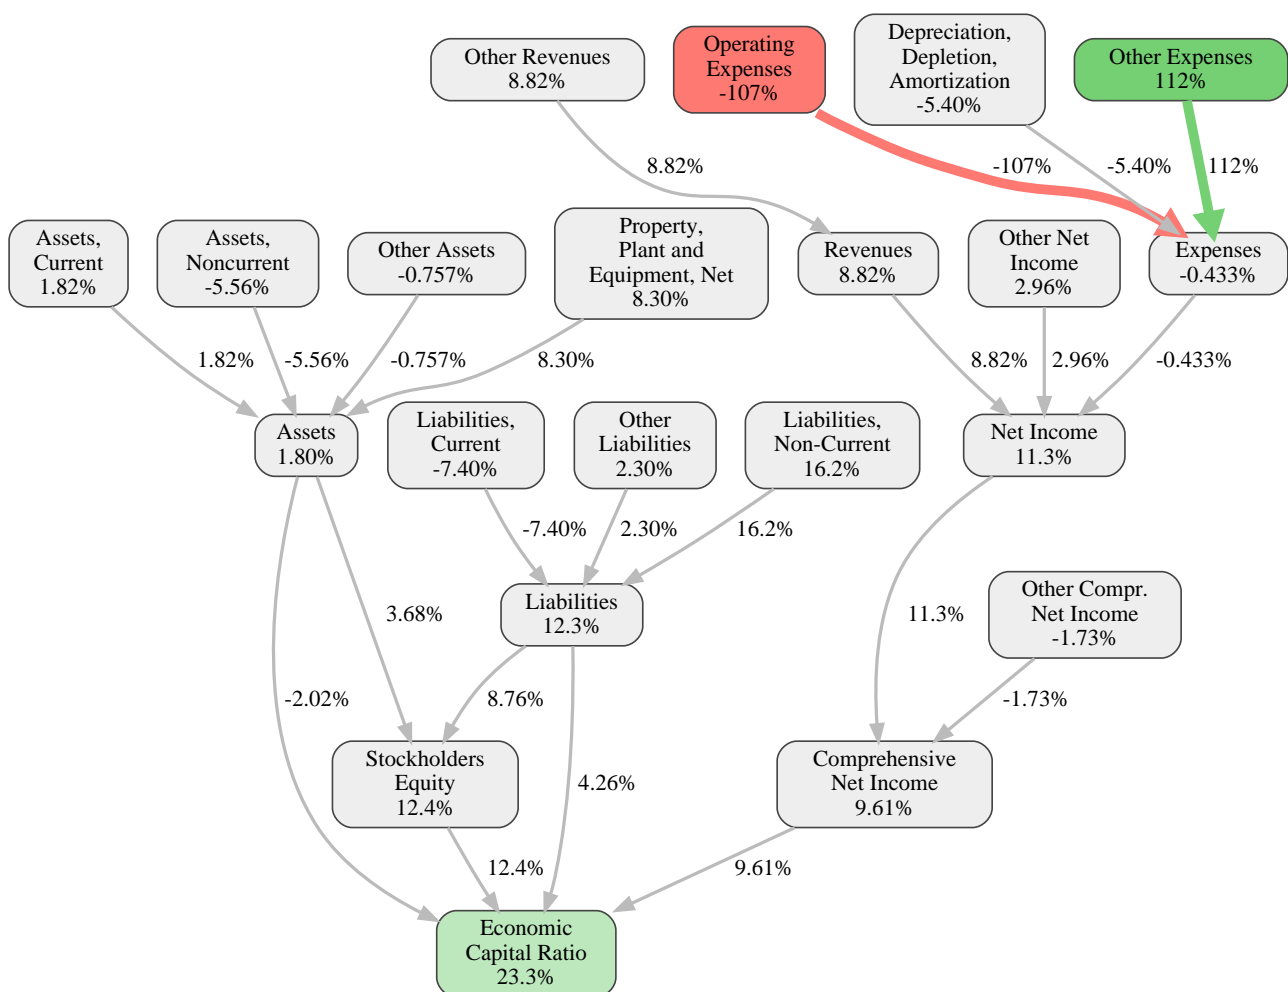 Other Revenues
8.82%
Operating
Expenses
-107%
Depreciation,
Depletion,
Amortization
-5.40%
Other Expenses
112%
8.82%
-107%
-5.40%
112%
Assets,
Current
1.82%
Assets,
Noncurrent
-5.56%
Other Assets
-0.757%
Property,
Plant and
Equipment, Net
8.30%
Revenues
8.82%
Other Net
Income
2.96%
Expenses
-0.433%
1.82%
-5.56%
-0.757%
8.30%
8.82%
2.96%
-0.433%
Assets
1.80%
Liabilities,
Current
-7.40%
Other
Liabilities
2.30%
Liabilities,
Non-Current
16.2%
Net Income
11.3%
-7.40%
2.30%
16.2%
Liabilities
12.3%
3.68%
11.3%
Other Compr.
Net Income
-1.73%
-2.02%
8.76%
-1.73%
Stockholders
Equity
12.4%
4.26%
Comprehensive
Net Income
9.61%
12.4%
9.61%
Economic
Capital Ratio
23.3%